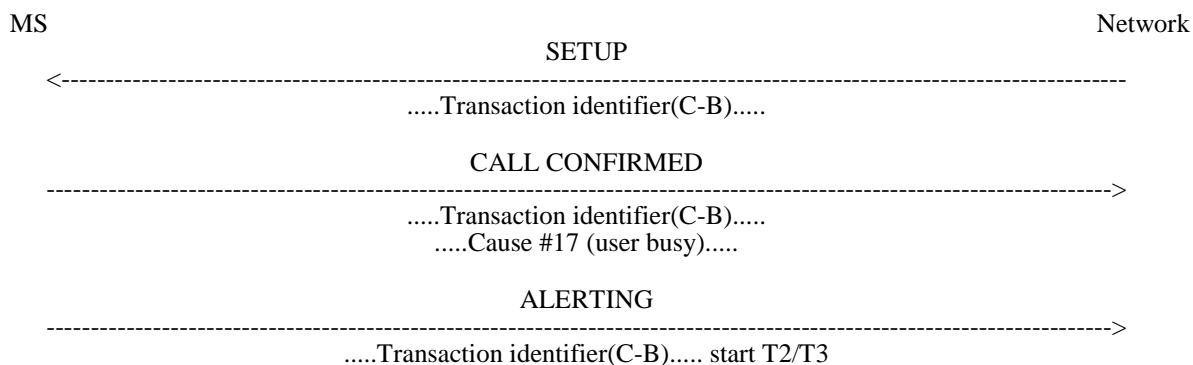 MS Network
SETUP
<------------------------------------------------------------------------------------------------------------------------
.....Transaction identifier(C-B).....
CALL CONFIRMED
------------------------------------------------------------------------------------------------------------------------>
.....Transaction identifier(C-B).....
.....Cause #17 (user busy).....
ALERTING
------------------------------------------------------------------------------------------------------------------------>
.....Transaction identifier(C-B)..... start T2/T3